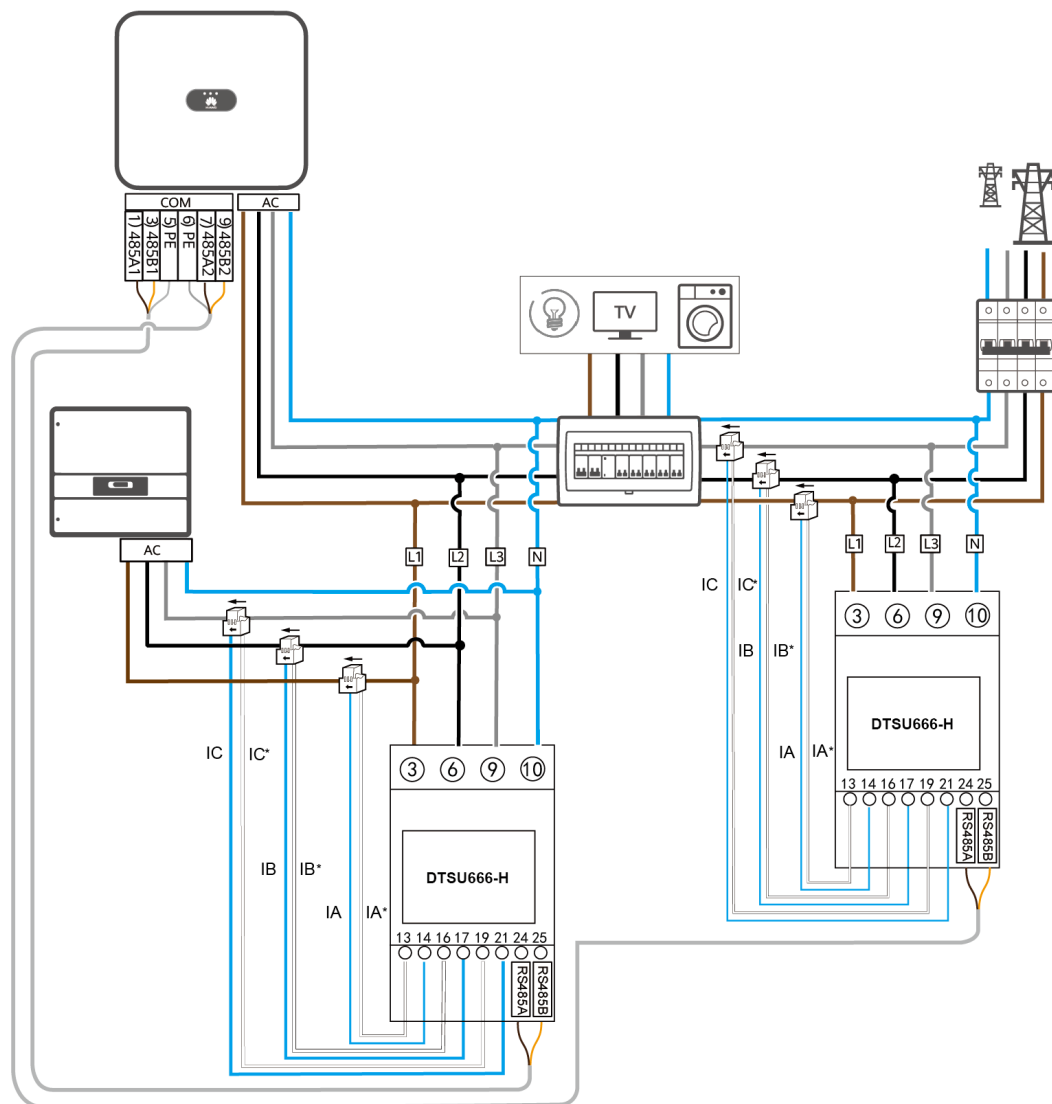 COM
AC
1) 485A1
3) 485B1
5) PE
6) PE
7) 485A2
9) 485B2
TV
AC
L1
L2
L3
N
L1
L2
L3
N
IC
IC*
IB
IB*
IA
IA*
3
6
9
10
DTSU666-H
13 14 16 17 19 21 24 25
RS485A
RS485B
IC
IC*
IB
IB*
IA
IA*
3
6
9
10
DTSU666-H
13 14 16 17 19 21 24 25
RS485A
RS485B